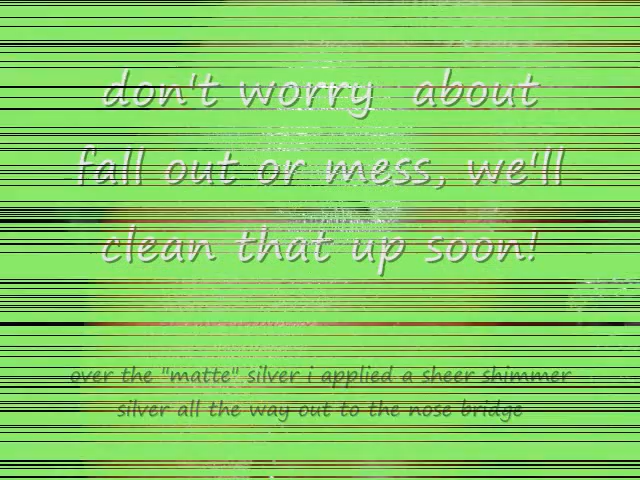 don't worry about
fall out or mess, we'll
clean that up soon!
over the "matte" silver i applied a sheer shimmer
silver all the way out to the nose bridge